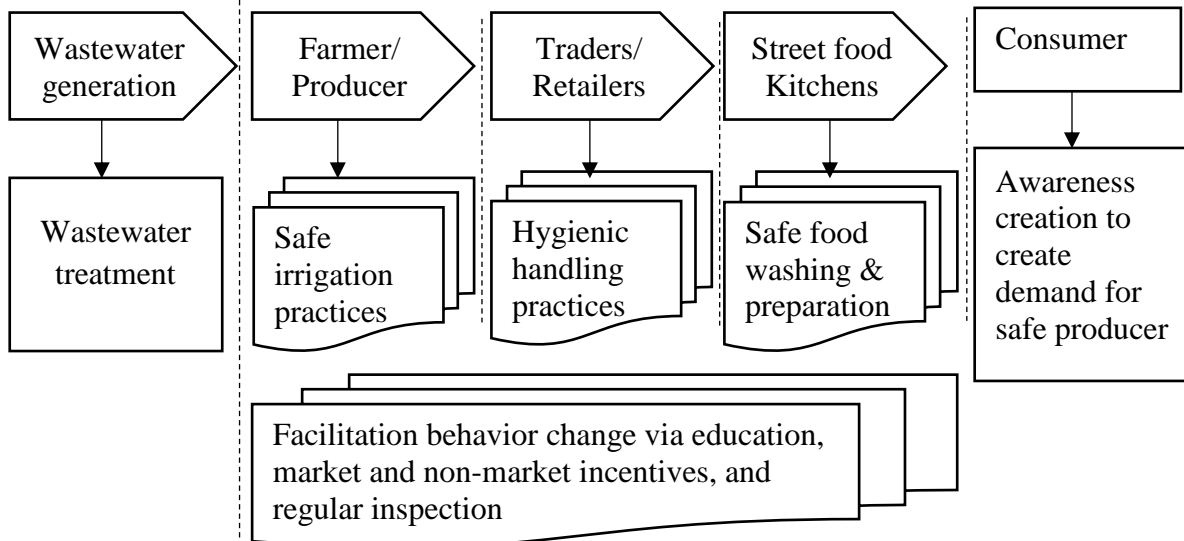 Wastewater
generation
Farmer/
Producer
Traders/
Retailers
Street food
Kitchens
Consumer
Wastewater
treatment
Safe
irrigation
practices
Hygienic
handling
practices
Safe food
washing &
preparation
Awareness
creation to
create
demand for
safe producer
Facilitation behavior change via education,
market and non-market incentives, and
regular inspection